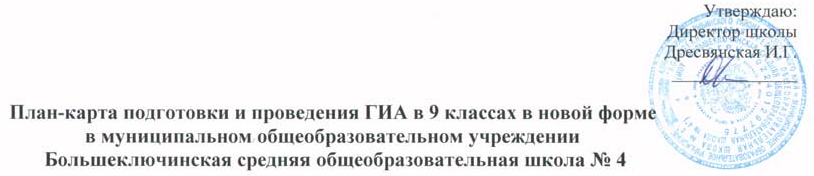 Утверждаю:
Директор школы
Дресвянская И.Г.
План-карта подготовки и проведения ГИА в 9 классах в новой форме
в муниципальном общеобразовательном учреждении
Большеключинская средняя общеобразовательная школа № 4